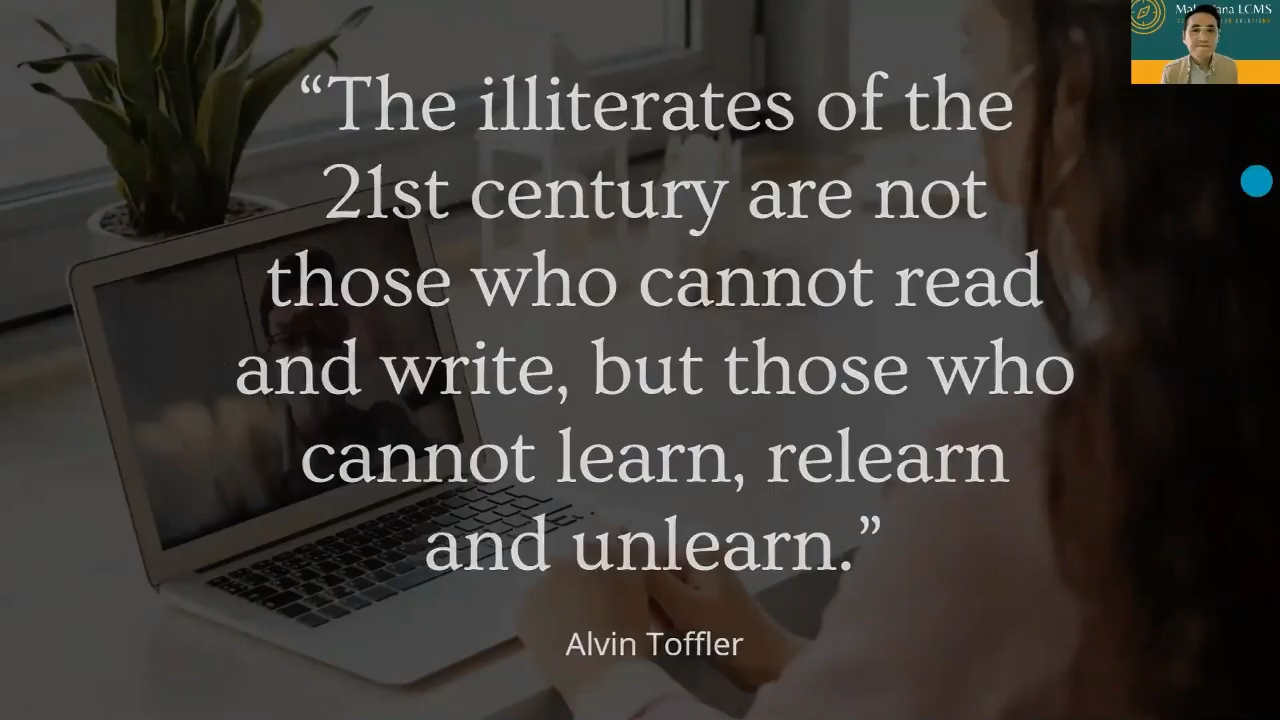 “The illiterates of the
21st century are not
those who cannot read
and write, but those who
cannot learn, relearn
and unlearn.”
Alvin Toffler
LCMS